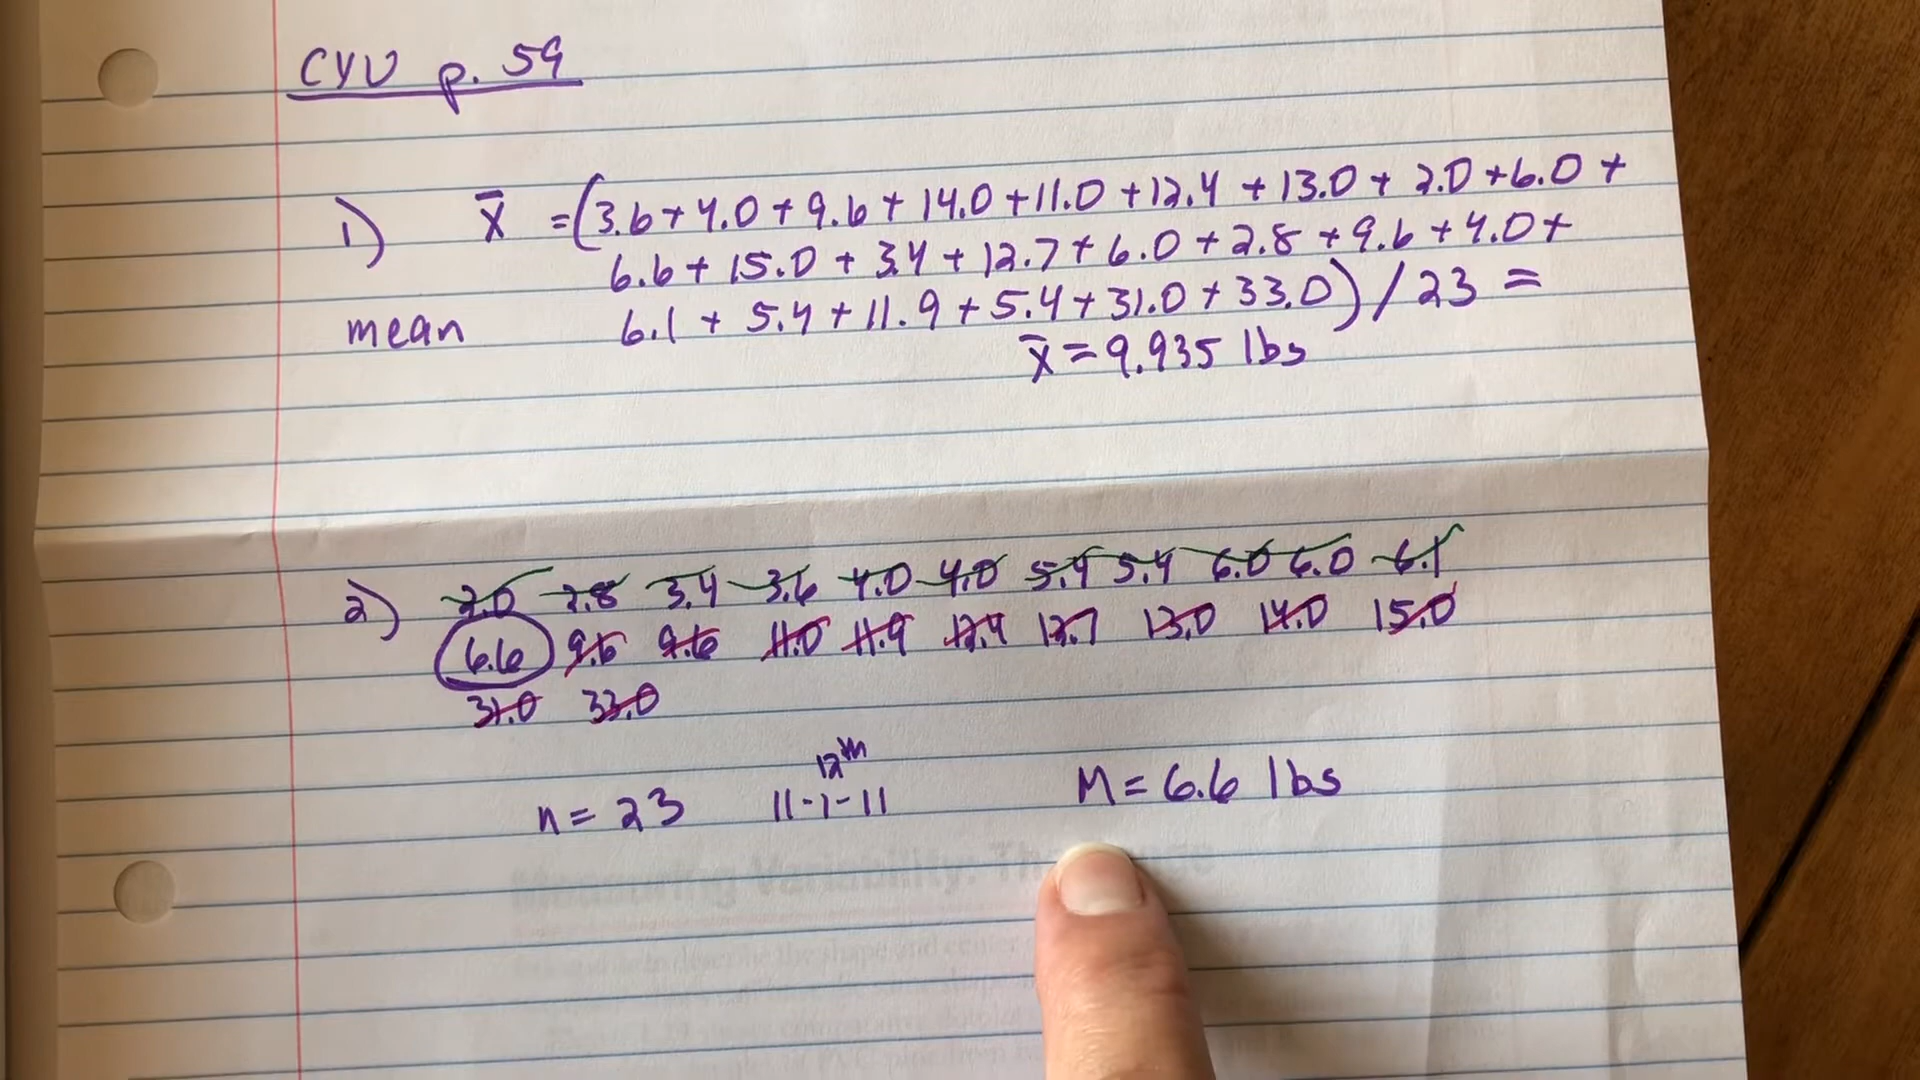 CYU p. 59
1) x̄ = (3.6 + 4.0 + 9.6 + 14.0 + 11.0 + 12.4 + 13.0 + 2.0 + 6.0 +
6.6 + 15.0 + 3.4 + 12.7 + 6.0 + 2.8 + 9.6 + 4.0 +
mean 6.1 + 5.4 + 11.9 + 5.4 + 31.0 + 33.0) / 23 =
x̄ = 9.935 lbs
2) 2.0 2.8 3.4 3.6 4.0 4.0 5.4 5.4 6.0 6.0 6.1
6.6 9.6 9.6 11.0 11.9 12.4 12.7 13.0 14.0 15.0
31.0 33.0
12th
n = 23 11-1-11 M = 6.6 lbs
Measuring Variability: The